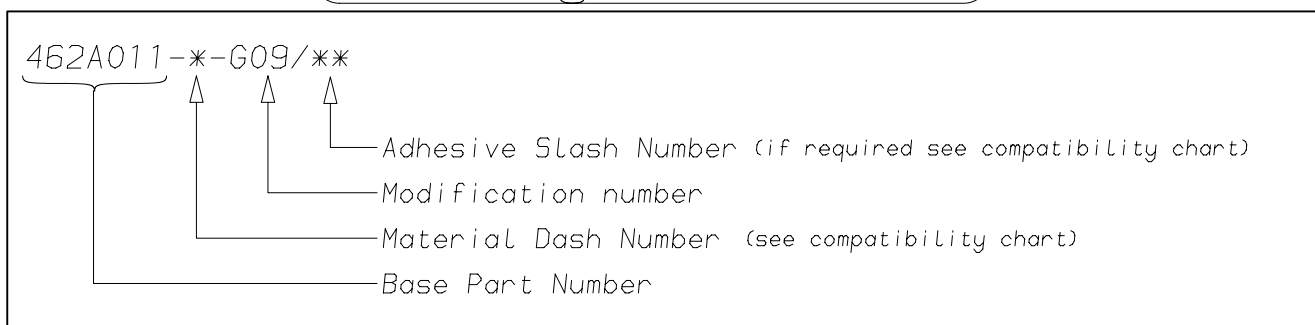 462A011-*-G09/**
Adhesive Slash Number (if required see compatibility chart)
Modification number
Material Dash Number (see compatibility chart)
Base Part Number